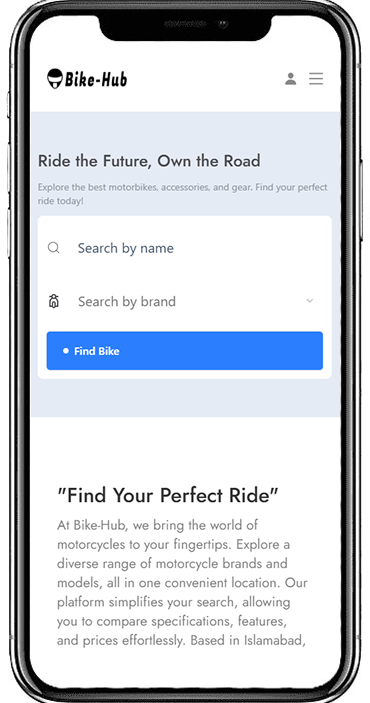 Bike-Hub
Ride the Future, Own the Road
Explore the best motorbikes, accessories, and gear. Find your perfect
ride today!
Search by name
Search by brand
Find Bike
"Find Your Perfect Ride"
At Bike-Hub, we bring the world of
motorcycles to your fingertips. Explore a
diverse range of motorcycle brands and
models, all in one convenient location. Our
platform simplifies your search, allowing
you to compare specifications, features,
and prices effortlessly. Based in Islamabad,